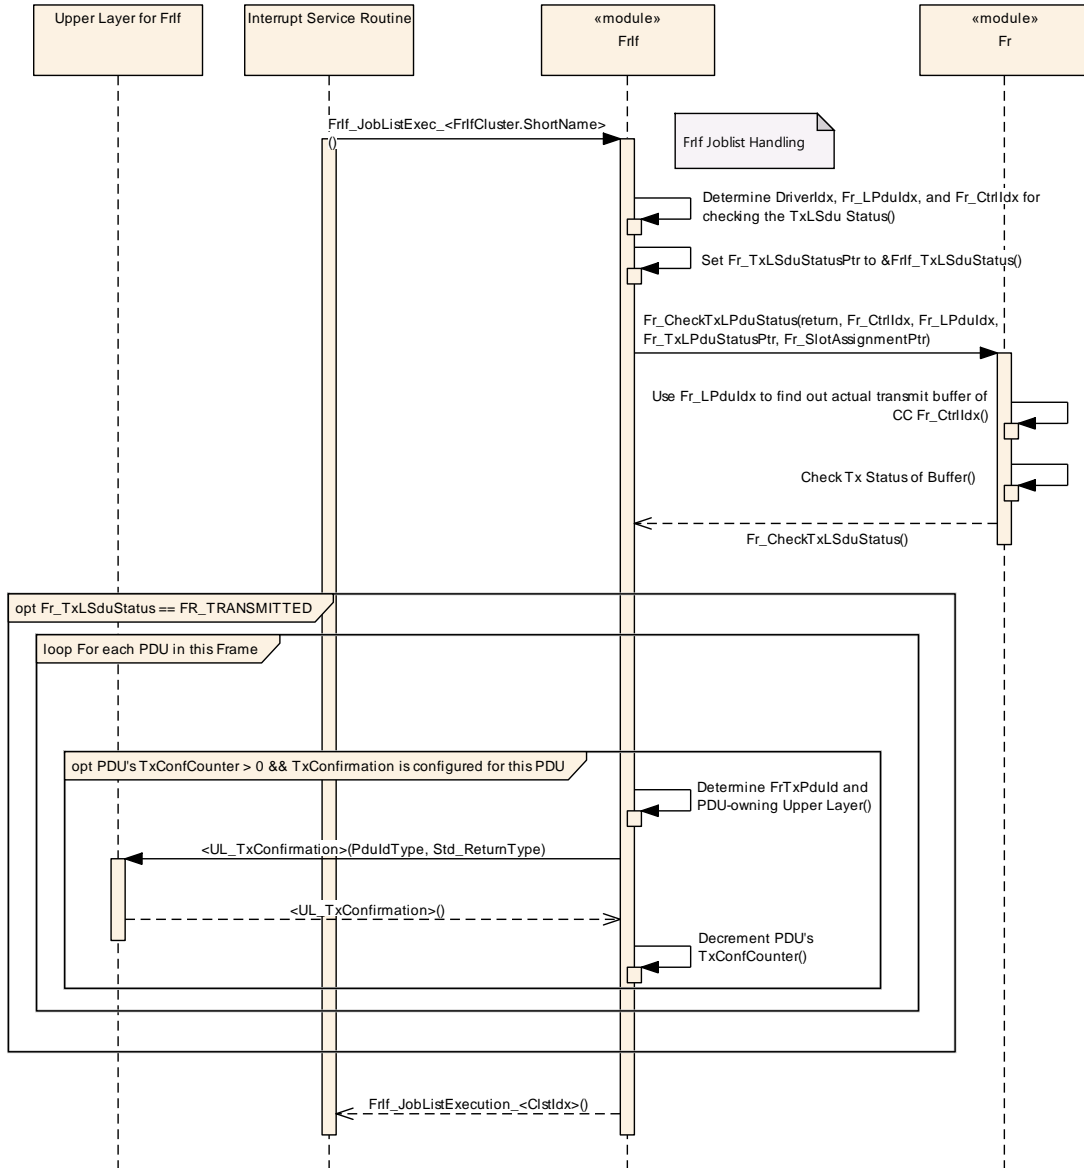 Upper Layer for FrIf
Interrupt Service Routine
«module»
FrIf
«module»
Fr
FrIf_JobListExec_<FrIfCluster.ShortName>
()
FrIf Joblist Handling
Determine DriverIdx, Fr_LPduIdx, and Fr_CtrlIdx for
checking the TxLSdu Status()
Set Fr_TxLSduStatusPtr to &FrIf_TxLSduStatus()
Fr_CheckTxLPduStatus(return, Fr_CtrlIdx, Fr_LPduIdx,
Fr_TxLPduStatusPtr, Fr_SlotAssignmentPtr)
Use Fr_LPduIdx to find out actual transmit buffer of
CC Fr_CtrlIdx()
Check Tx Status of Buffer()
Fr_CheckTxLSduStatus()
opt Fr_TxLSduStatus == FR_TRANSMITTED
loop For each PDU in this Frame
opt PDU's TxConfCounter > 0 && TxConfirmation is configured for this PDU
Determine FrTxPduId and
PDU-owning Upper Layer()
<UL_TxConfirmation>(PduIdType, Std_ReturnType)
<UL_TxConfirmation>()
Decrement PDU's
TxConfCounter()
FrIf_JobListExecution_<ClstIdx>()